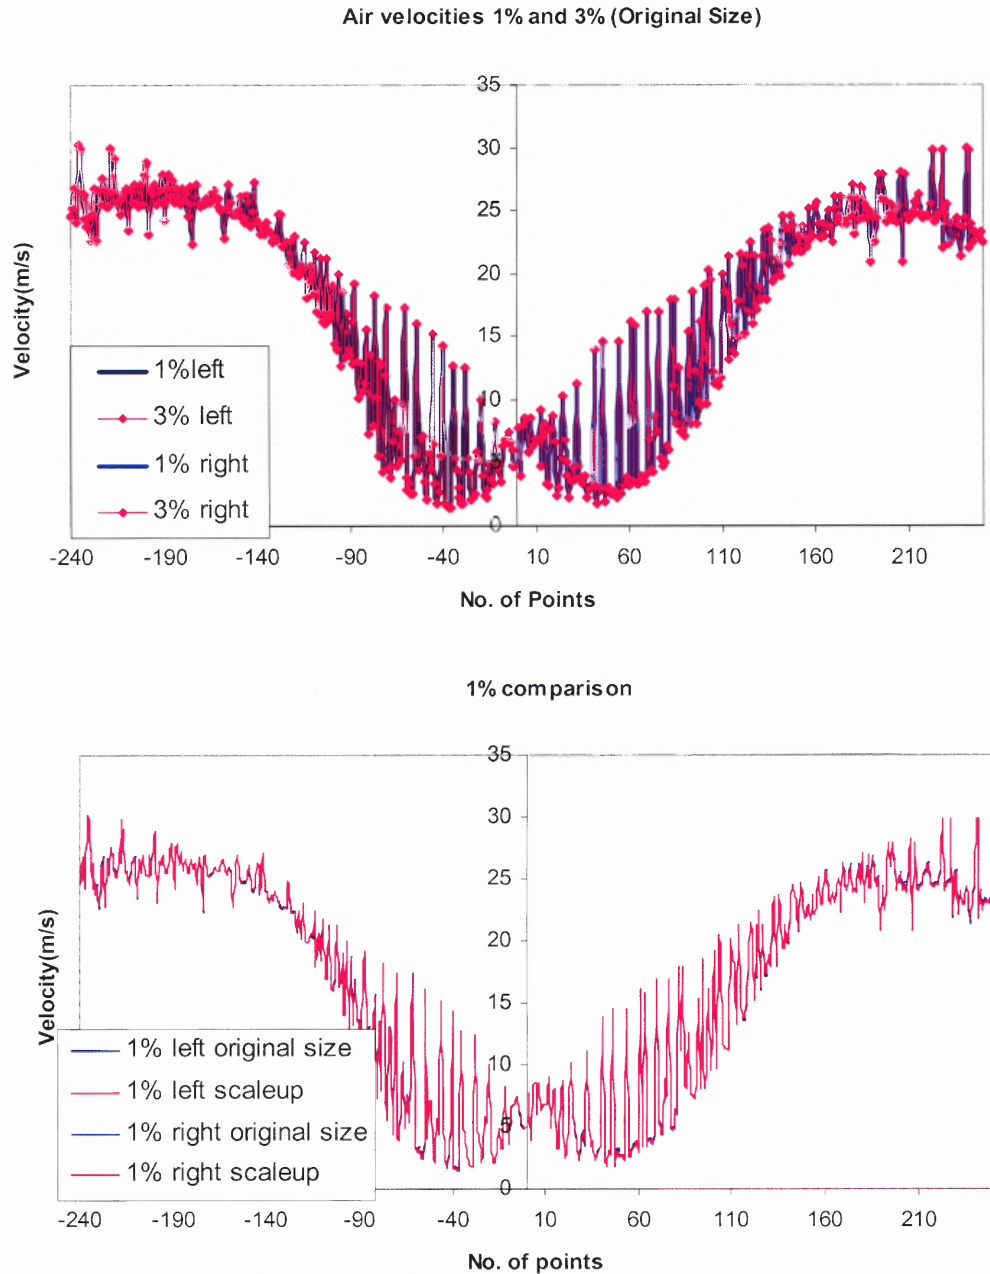 Air velocities 1% and 3% (Original Size)
35
30
25
20
15
10
5
0
Velocity(m/s)
1%left
3% left
1% right
3% right
-240 -190 -140 -90 -40 10 60 110 160 210
No. of Points
1% comparison
35
30
25
20
15
10
5
0
Velocity(m/s)
1% left original size
1% left scaleup
1% right original size
1% right scaleup
-240 -190 -140 -90 -40 10 60 110 160 210
No. of points